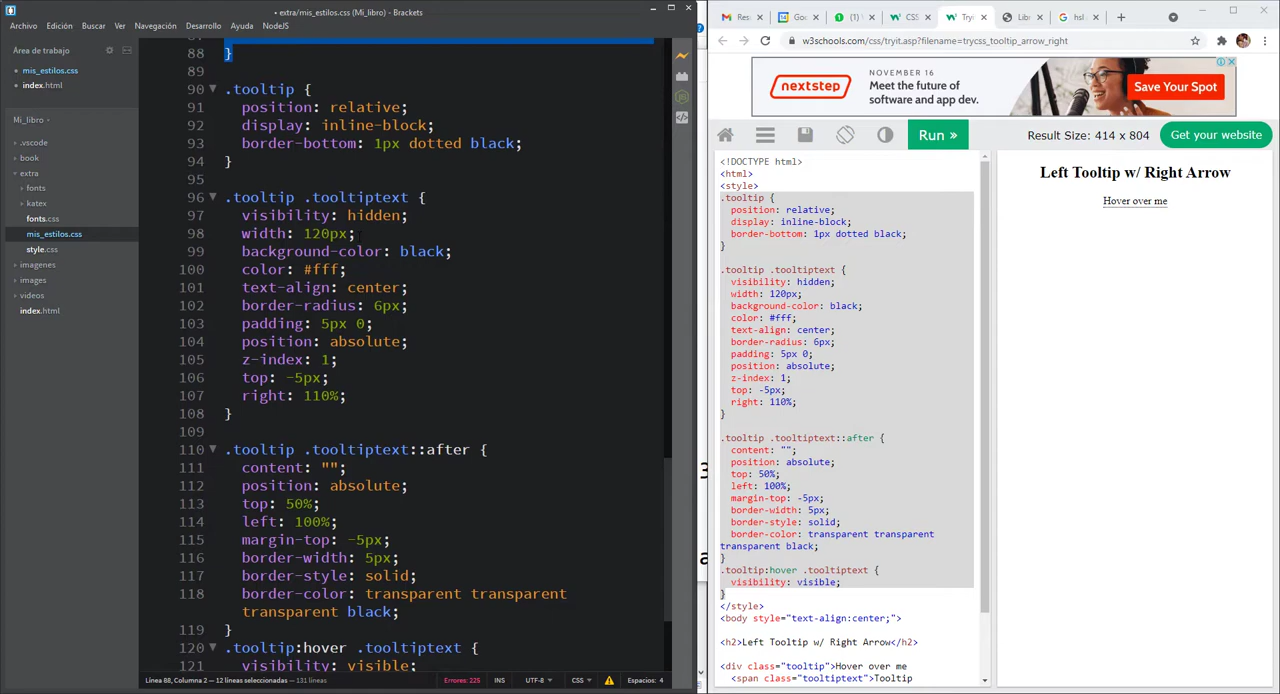 • extra/mis_estilos.css (Mi_libro) - Brackets
Archivo Edición Buscar Ver Navegación Desarrollo Ayuda NodeJS
Área de trabajo
• mis_estilos.css
• index.html
Mi_libro
.vscode
book
extra
fonts
katex
fonts.css
mis_estilos.css
style.css
imagenes
images
videos
index.html
88 }
89
90 .tooltip {
91 position: relative;
92 display: inline-block;
93 border-bottom: 1px dotted black;
94 }
95
96 .tooltip .tooltiptext {
97 visibility: hidden;
98 width: 120px;
99 background-color: black;
100 color: #fff;
101 text-align: center;
102 border-radius: 6px;
103 padding: 5px 0;
104 position: absolute;
105 z-index: 1;
106 top: -5px;
107 right: 110%;
108 }
109
110 .tooltip .tooltiptext::after {
111 content: "";
112 position: absolute;
113 top: 50%;
114 left: 100%;
115 margin-top: -5px;
116 border-width: 5px;
117 border-style: solid;
118 border-color: transparent transparent
transparent black;
119 }
120 .tooltip:hover .tooltiptext {
121 visibility: visible;
Línea 88, Columna 2 — 12 líneas seleccionadas — 131 líneas
Errores: 225 INS UTF-8 CSS Espacios: 4
Res Goo (1) CSS Tryi Libr hsl
w3schools.com/css/tryit.asp?filename=trycss_tooltip_arrow_right
nextstep
NOVEMBER 16
Meet the future of
software and app dev.
Save Your Spot
Run »
Result Size: 414 x 804
Get your website
<!DOCTYPE html>
<html>
<style>
.tooltip {
position: relative;
display: inline-block;
border-bottom: 1px dotted black;
}
.tooltip .tooltiptext {
visibility: hidden;
width: 120px;
background-color: black;
color: #fff;
text-align: center;
border-radius: 6px;
padding: 5px 0;
position: absolute;
z-index: 1;
top: -5px;
right: 110%;
}
.tooltip .tooltiptext::after {
content: "";
position: absolute;
top: 50%;
left: 100%;
margin-top: -5px;
border-width: 5px;
border-style: solid;
border-color: transparent transparent
transparent black;
}
.tooltip:hover .tooltiptext {
visibility: visible;
}
</style>
<body style="text-align:center;">
<h2>Left Tooltip w/ Right Arrow</h2>
<div class="tooltip">Hover over me
<span class="tooltiptext">Tooltip
Left Tooltip w/ Right Arrow
Hover over me